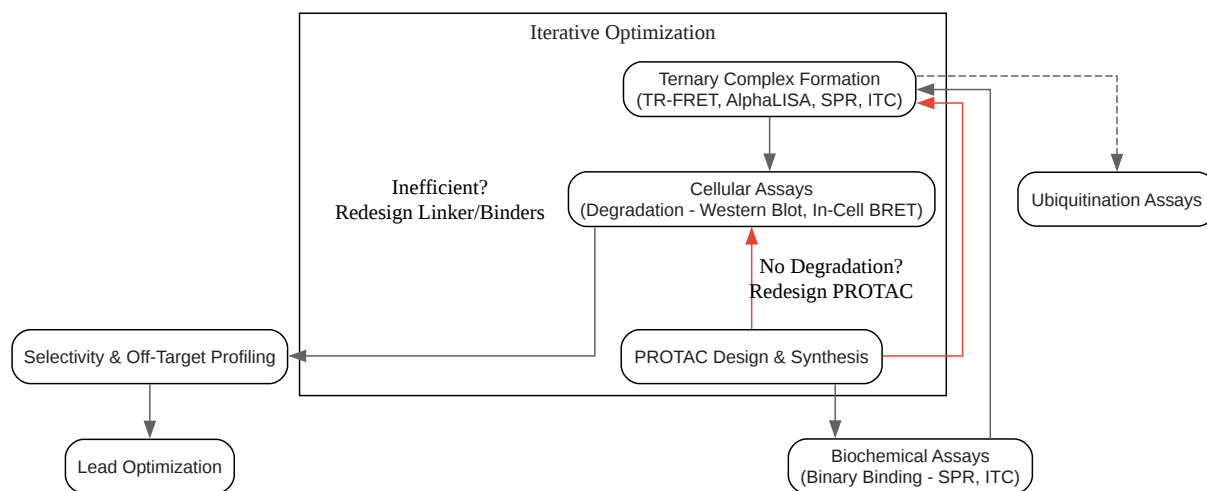 Iterative Optimization
Ternary Complex Formation
(TR-FRET, AlphaLISA, SPR, ITC)
Inefficient?
Redesign Linker/Binders
Cellular Assays
(Degradation - Western Blot, In-Cell BRET)
Ubiquitination Assays
No Degradation?
Redesign PROTAC
Selectivity & Off-Target Profiling
PROTAC Design & Synthesis
Lead Optimization
Biochemical Assays
(Binary Binding - SPR, ITC)